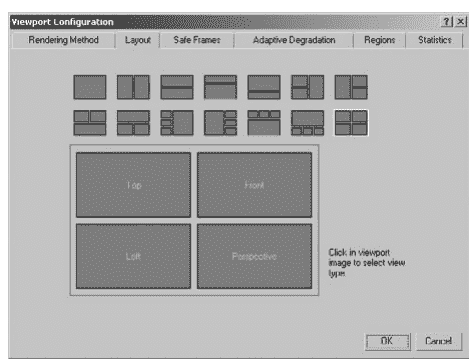 Viewport Configuration
Rendering Method Layout Safe Frames Adaptive Degradation Regions Statistics
Top Front
Left Perspective
Click in viewport
image to select view
type
OK Cancel